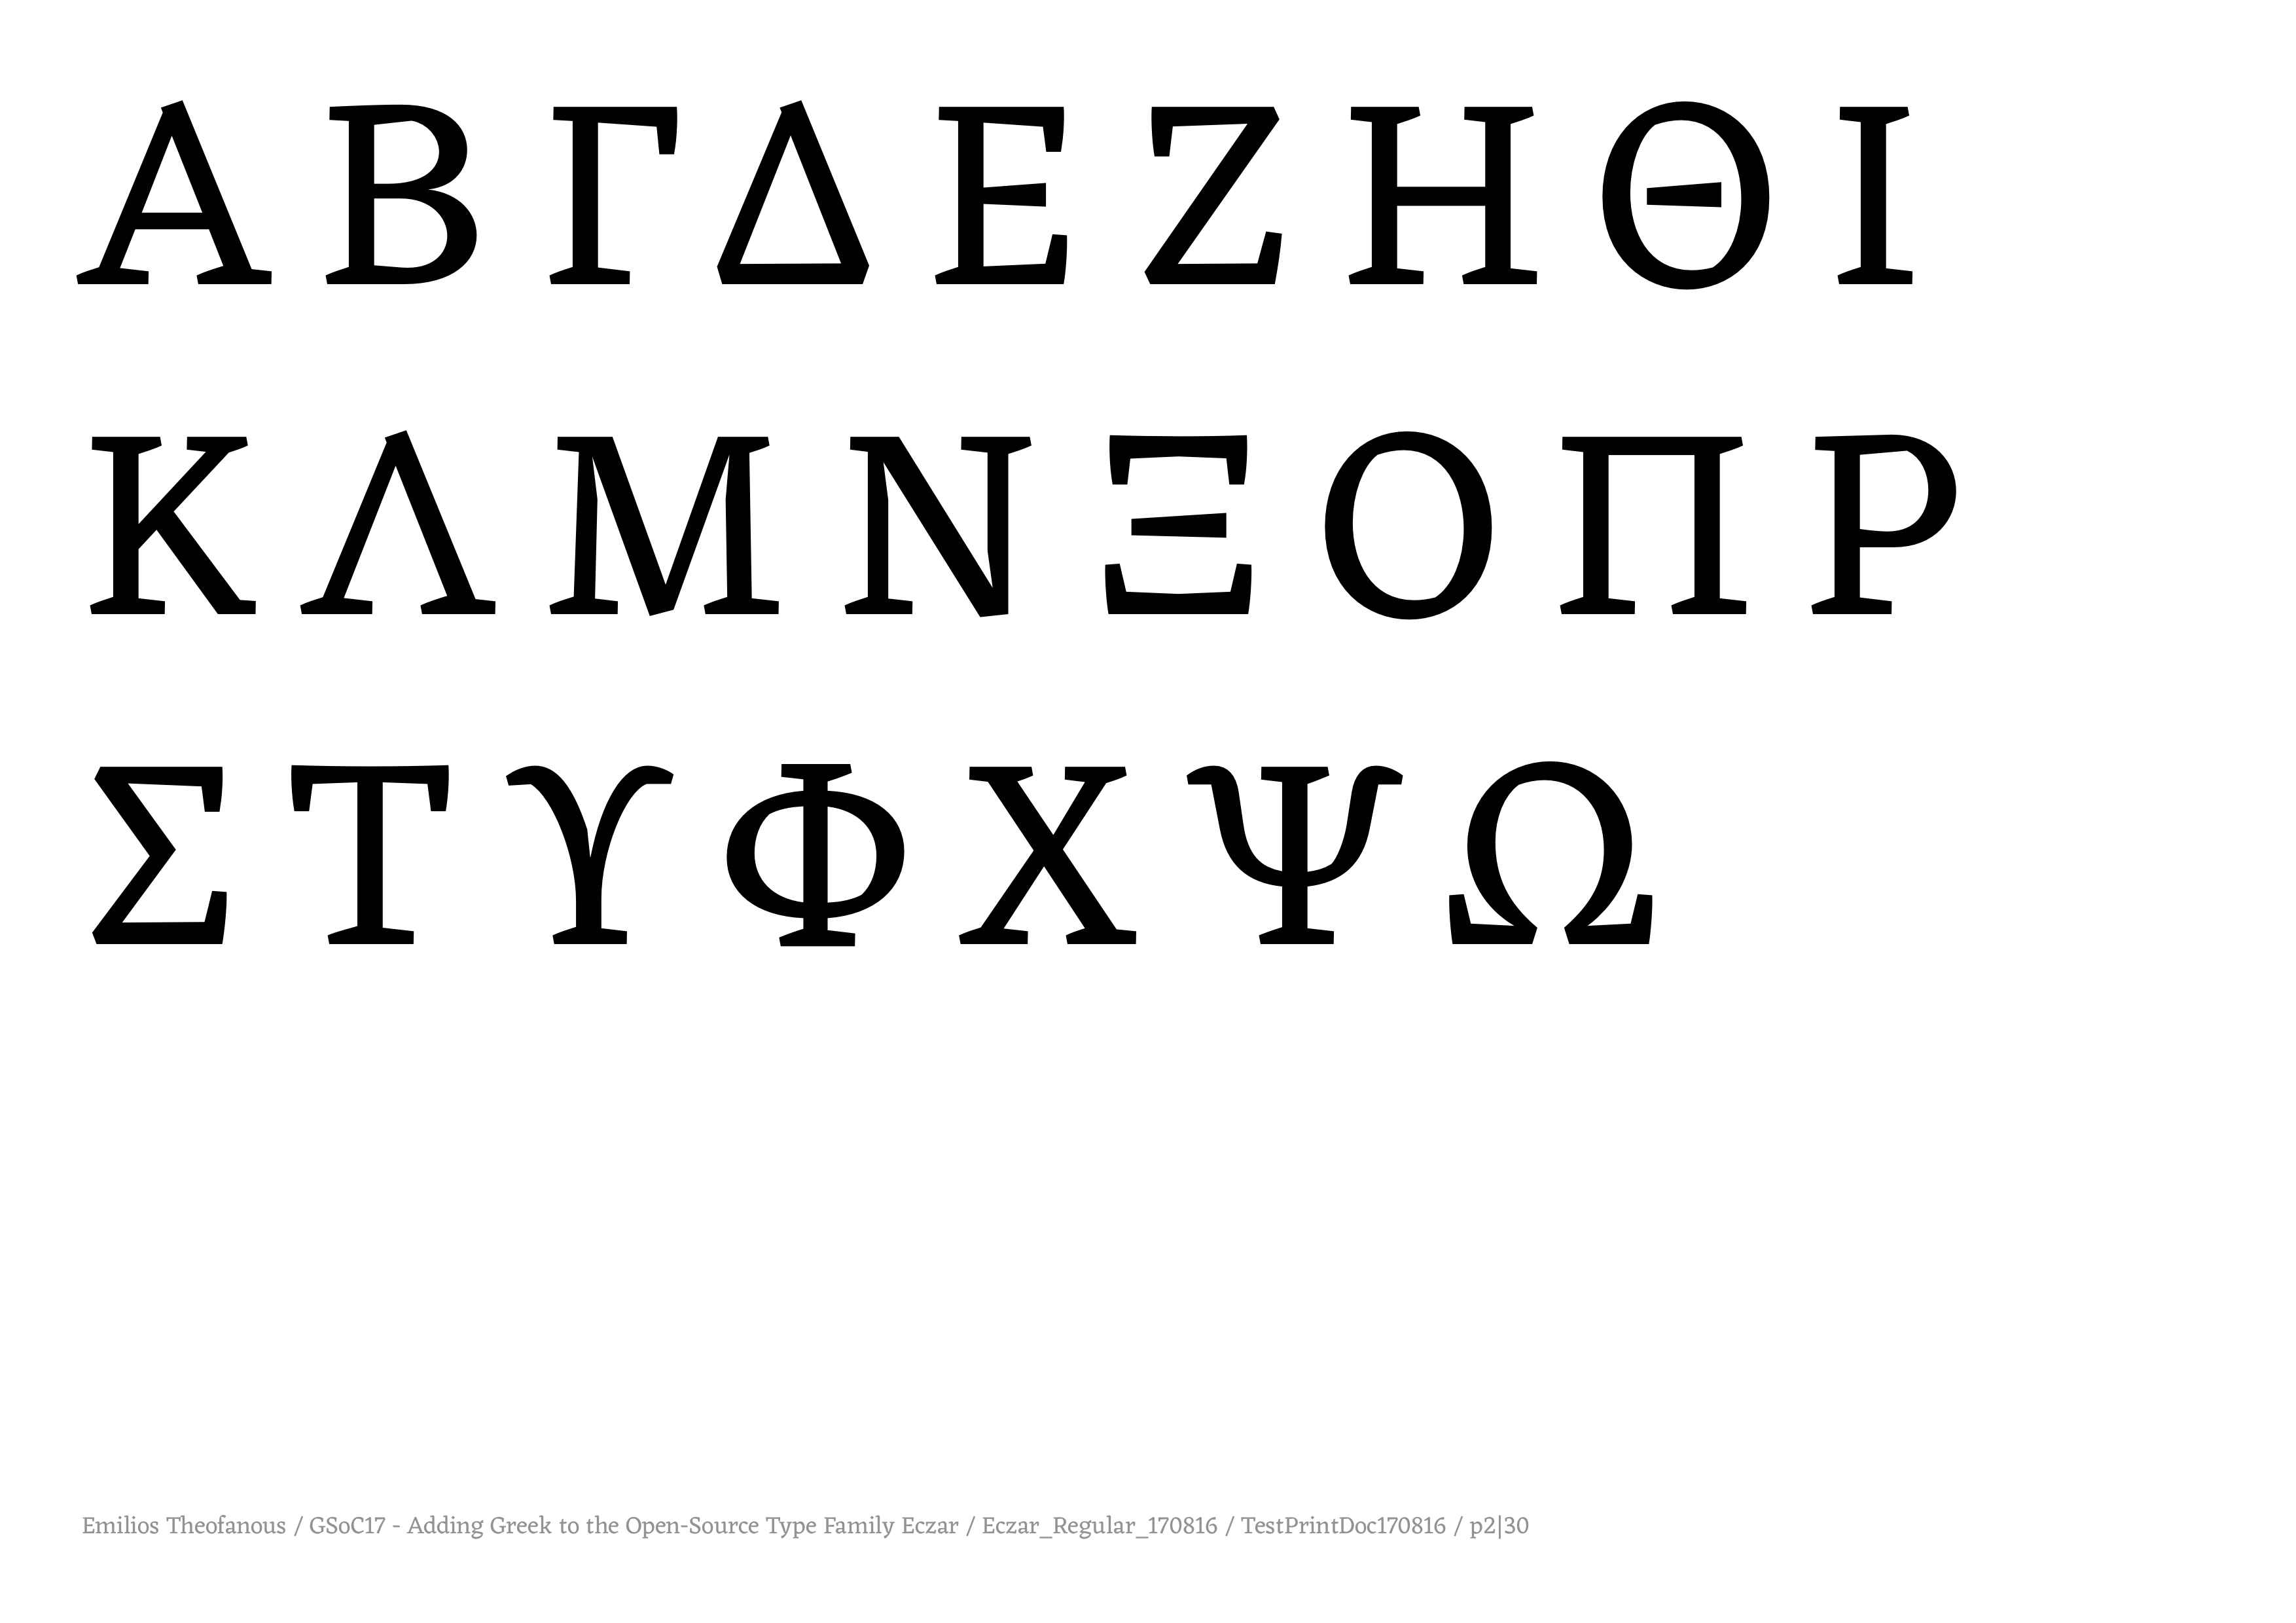 ΑΒΓΔΕΖΗΘΙ
ΚΛΜΝΞΟΠΡ
ΣΤΥΦΧΨΩ
Emilios Theofanous / GSoC17 - Adding Greek to the Open-Source Type Family Eczar / Eczar_Regular_170816 / TestPrintDoc170816 / p2|30